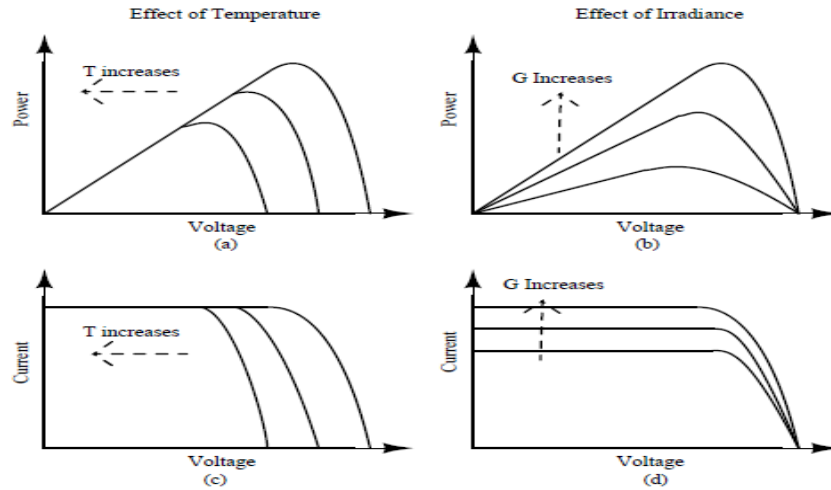 Effect of Temperature
Effect of Irradiance
T increases
Power
Voltage
(a)
G Increases
Power
Voltage
(b)
T increases
Current
Voltage
(c)
G Increases
Current
Voltage
(d)